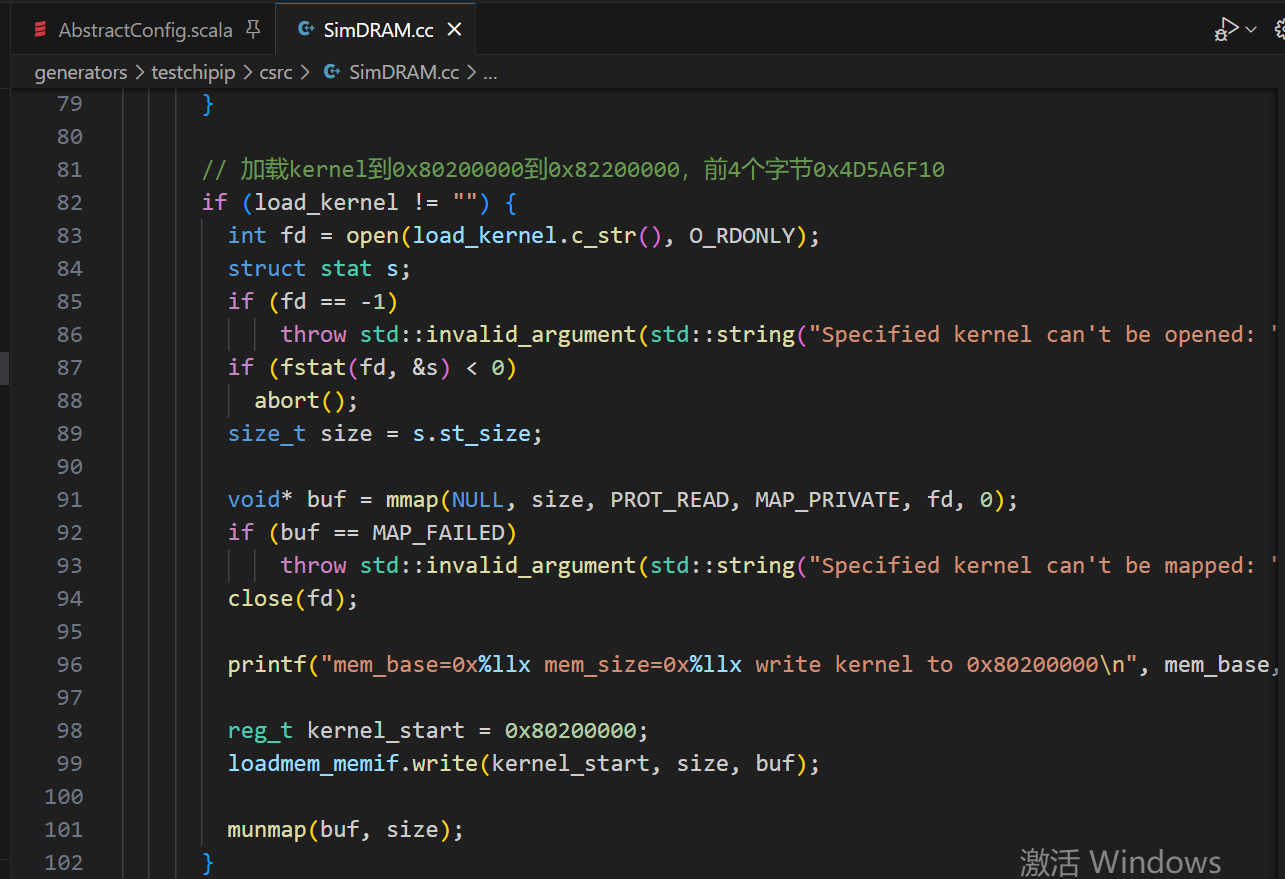 AbstractConfig.scala SimDRAM.cc
generators > testchipip > csrc > SimDRAM.cc > ...
79 }
80
81 // 加载kernel到0x80200000到0x82200000，前4个字节0x4D5A6F10
82 if (load_kernel != "") {
83 int fd = open(load_kernel.c_str(), O_RDONLY);
84 struct stat s;
85 if (fd == -1)
86 throw std::invalid_argument(std::string("Specified kernel can't be opened: "
87 if (fstat(fd, &s) < 0)
88 abort();
89 size_t size = s.st_size;
90
91 void* buf = mmap(NULL, size, PROT_READ, MAP_PRIVATE, fd, 0);
92 if (buf == MAP_FAILED)
93 throw std::invalid_argument(std::string("Specified kernel can't be mapped: "
94 close(fd);
95
96 printf("mem_base=0x%llx mem_size=0x%llx write kernel to 0x80200000\n", mem_base,
97
98 reg_t kernel_start = 0x80200000;
99 loadmem_memif.write(kernel_start, size, buf);
100
101 munmap(buf, size);
102 }
激活 Windows